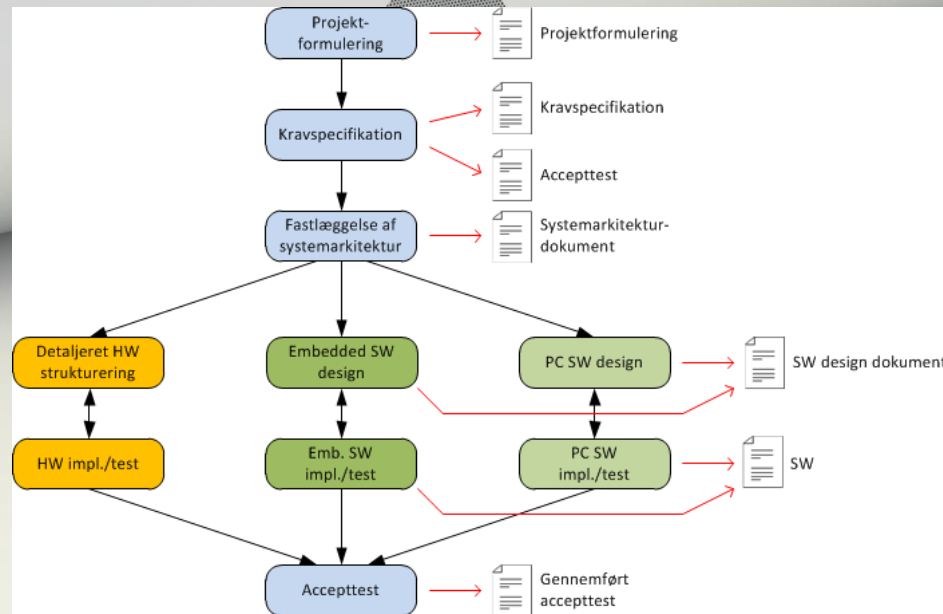 Projekt-
formulering
Projektformulering
Kravspecifikation
Kravspecifikation
Accepttest
Fastlæggelse af
systemarkitektur
Systemarkitektur-
dokument
Detaljeret HW
strukturering
Embedded SW
design
PC SW design
SW design dokument
HW impl./test
Emb. SW
impl./test
PC SW
impl./test
SW
Accepttest
Gennemført
accepttest